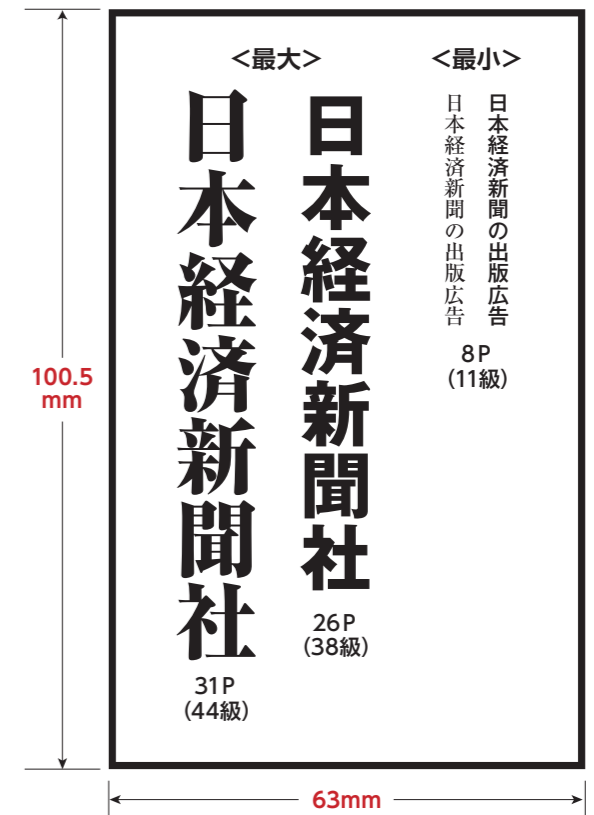 ＜最大＞
＜最小＞
日本経済新聞の出版広告
日本経済新聞の出版広告
8P
（11級）
日本経済新聞社
26P
（38級）
日本経済新聞社
31P
（44級）
100.5
mm
63mm